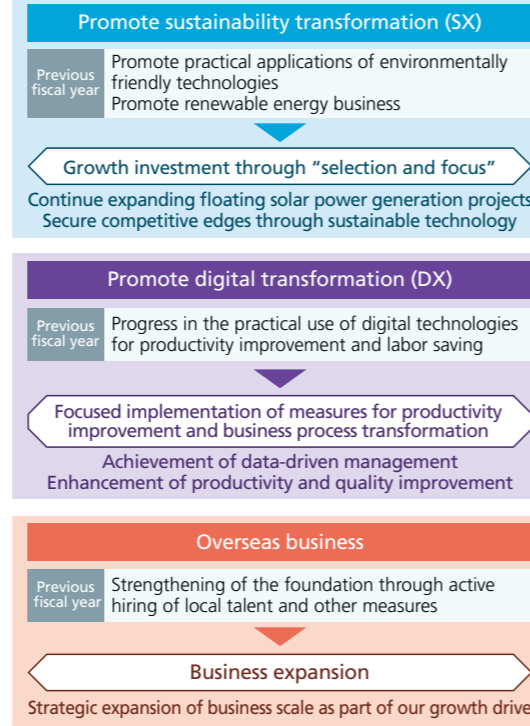 Promote sustainability transformation (SX)
Previous
fiscal year
Promote practical applications of environmentally
friendly technologies
Promote renewable energy business
Growth investment through “selection and focus”
Continue expanding floating solar power generation projects
Secure competitive edges through sustainable technology
Promote digital transformation (DX)
Previous
fiscal year
Progress in the practical use of digital technologies
for productivity improvement and labor saving
Focused implementation of measures for productivity
improvement and business process transformation
Achievement of data-driven management
Enhancement of productivity and quality improvement
Overseas business
Previous
fiscal year
Strengthening of the foundation through active
hiring of local talent and other measures
Business expansion
Strategic expansion of business scale as part of our growth drive